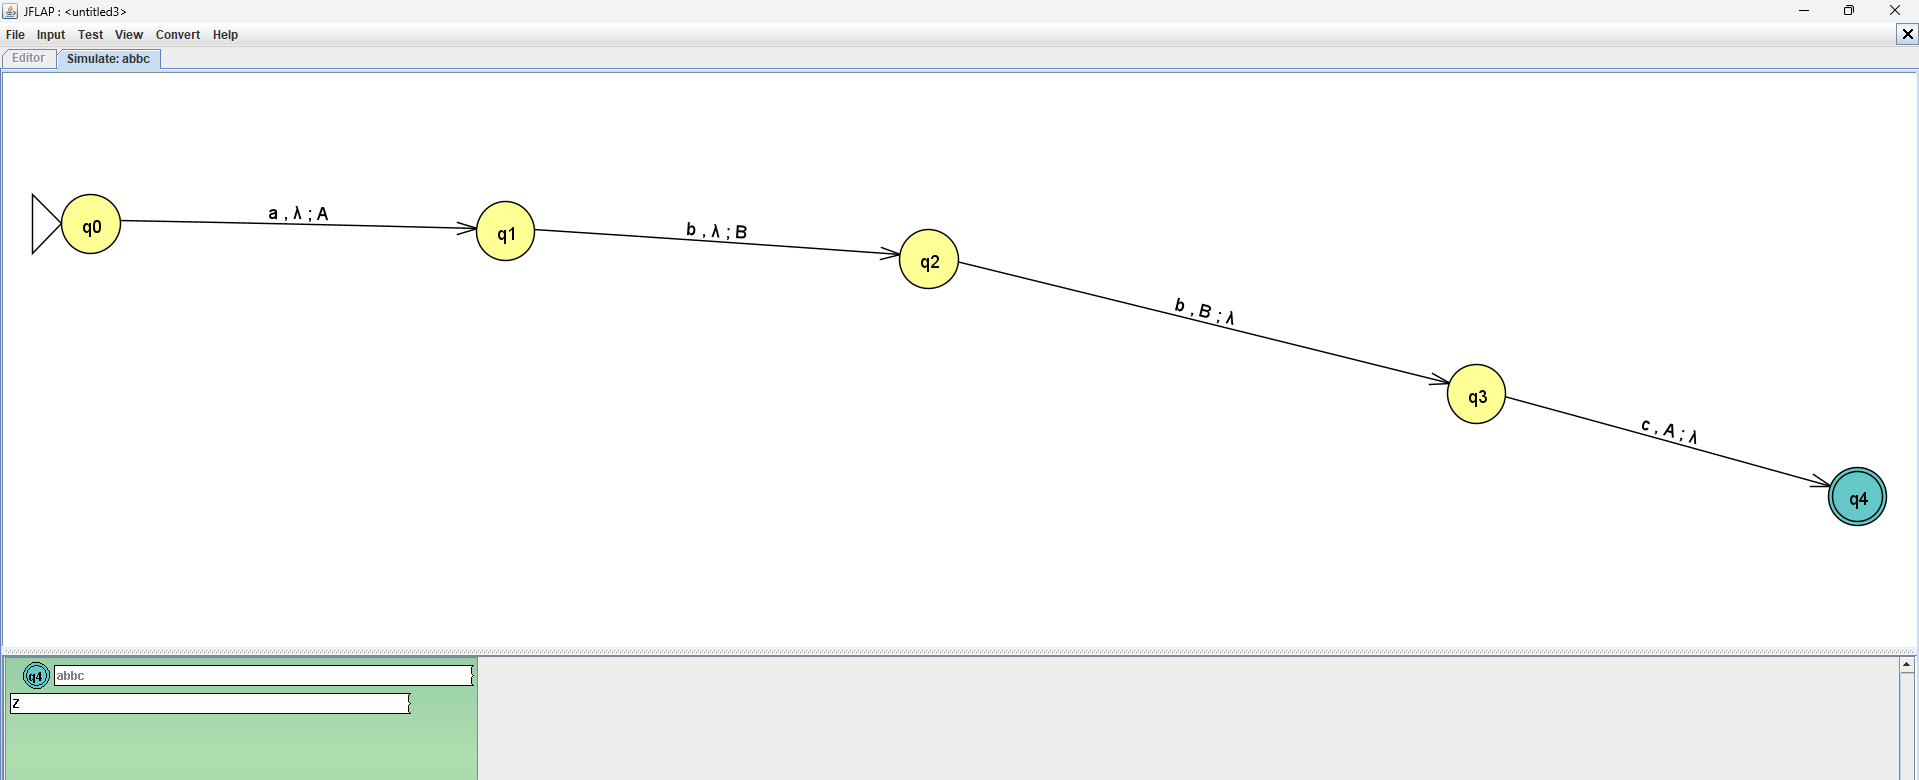 JFLAP : <untitled3>
File Input Test View Convert Help
Editor Simulate: abbc
q0
a , λ ; A
q1
b , λ ; B
q2
b , B ; λ
q3
c , A ; λ
q4
q4 abbc
Z